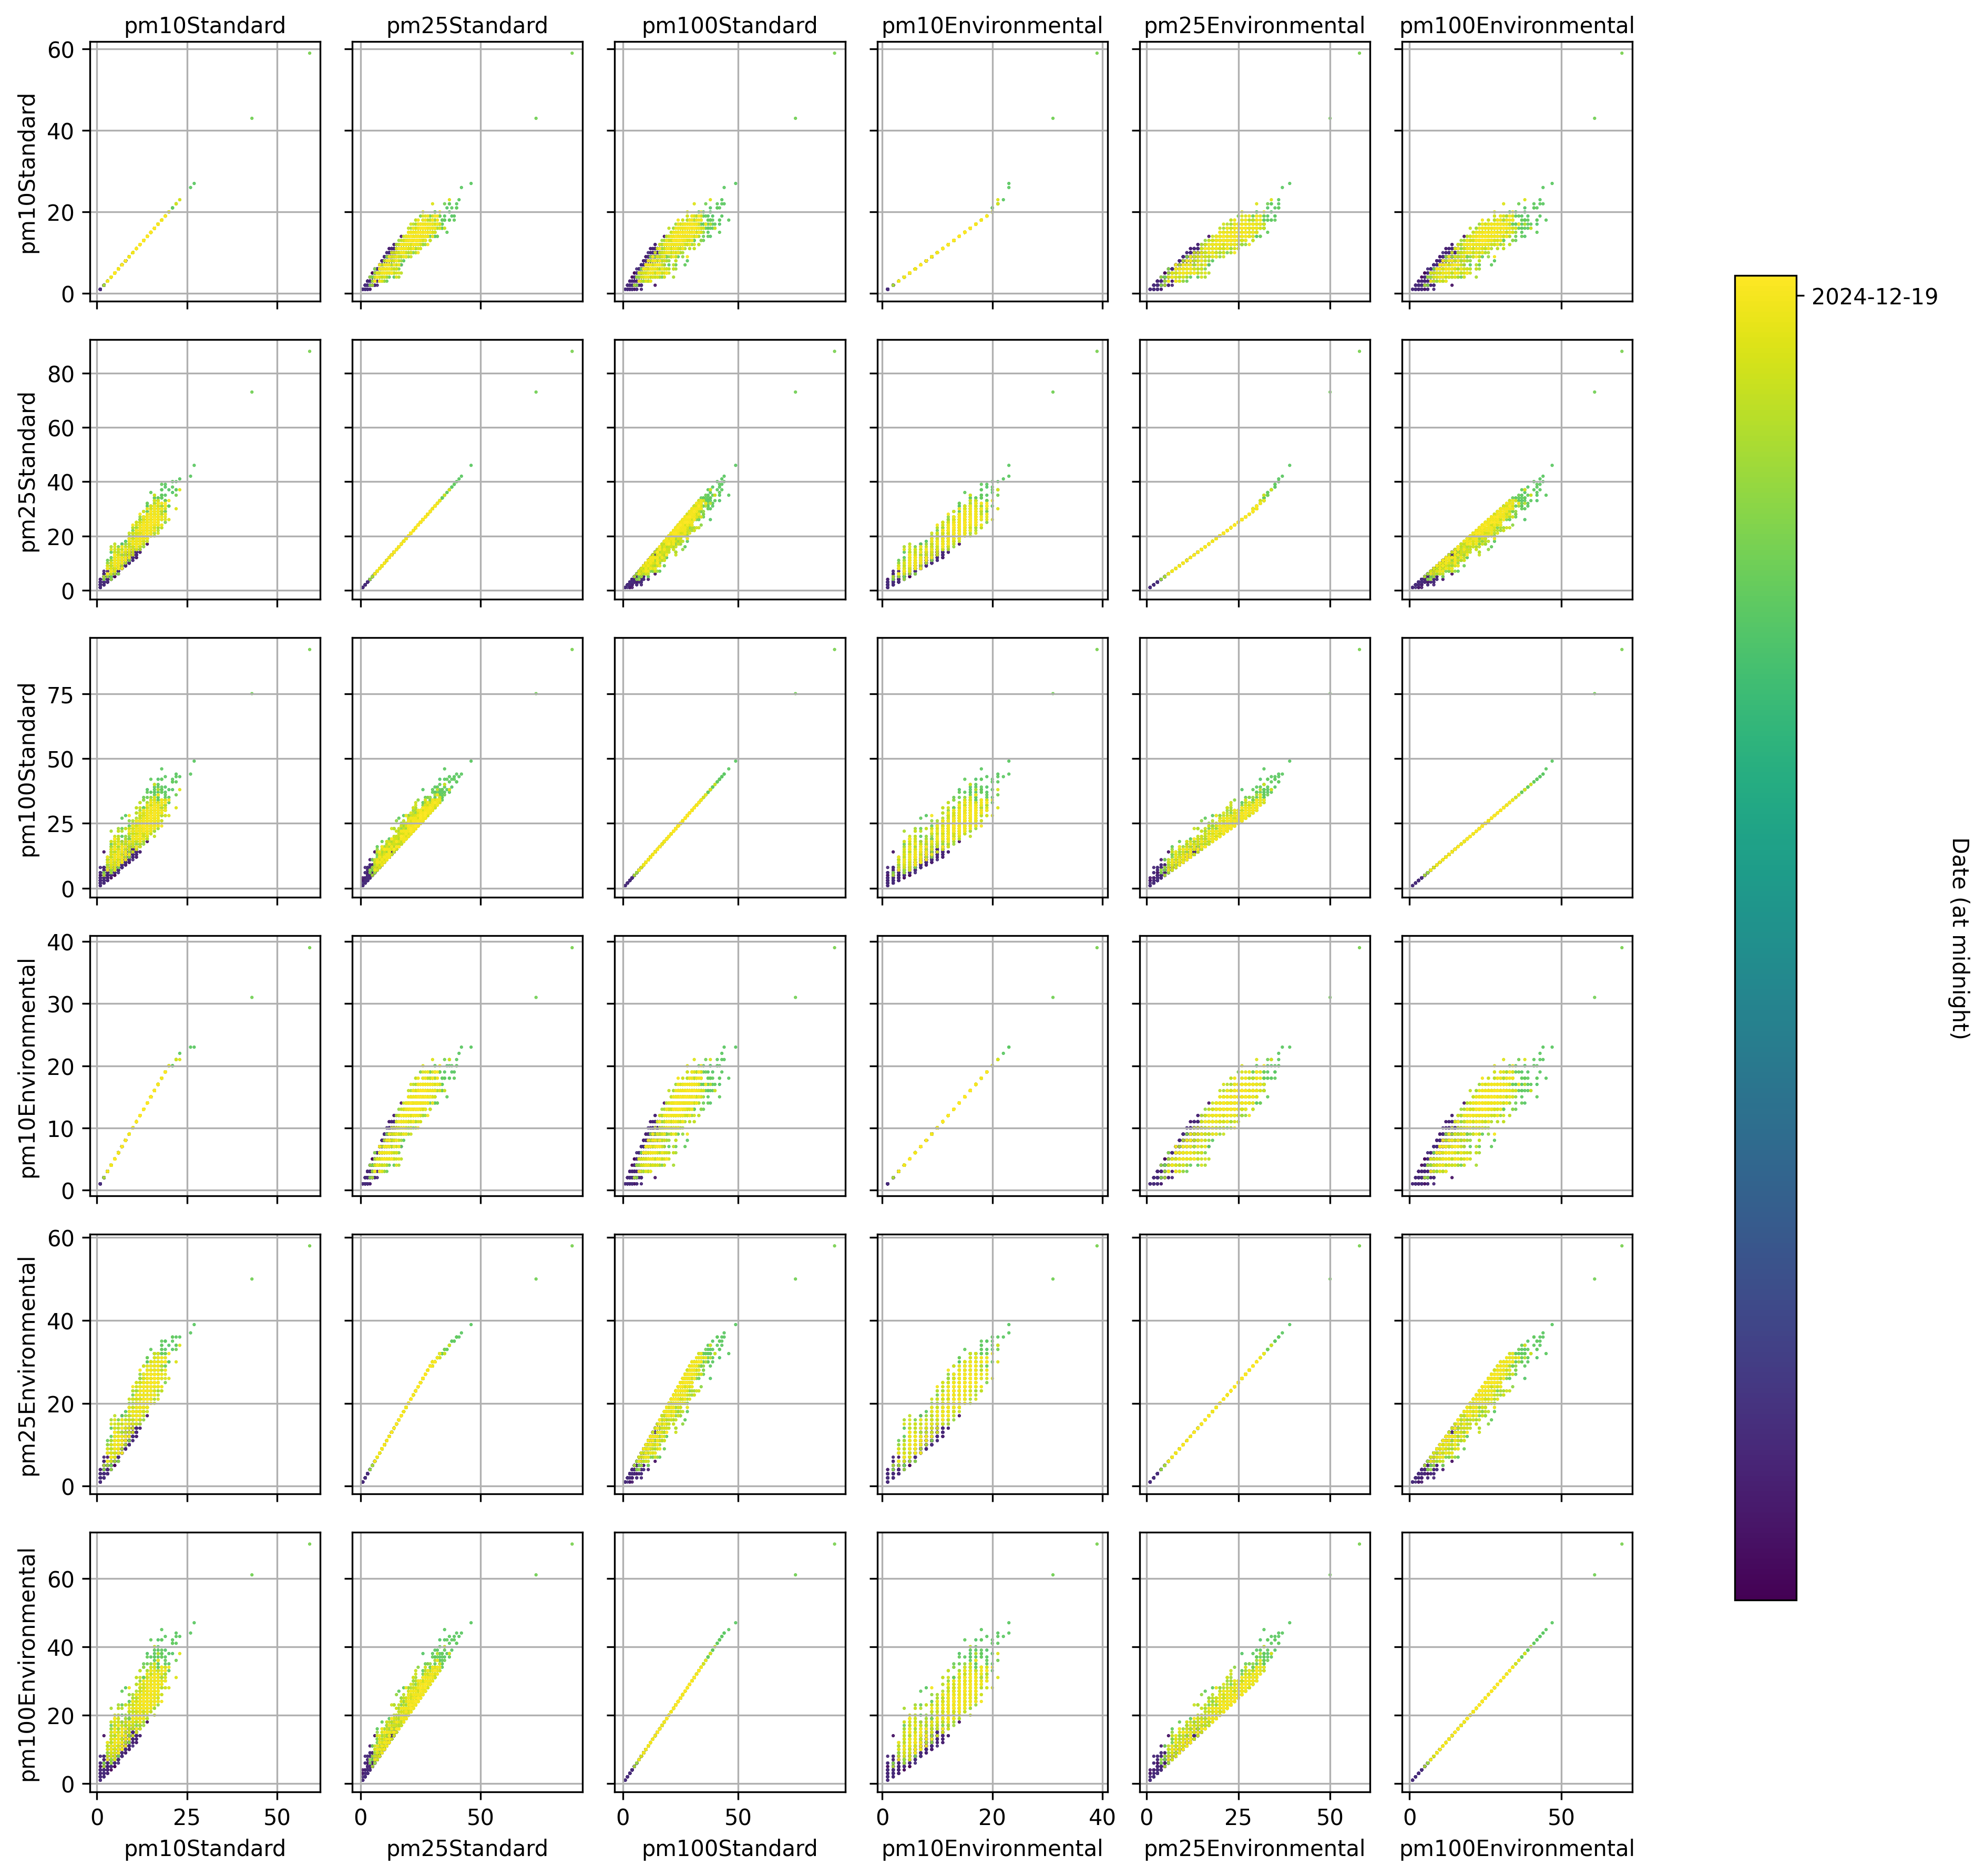 pm10Standard pm25Standard pm100Standard pm10Environmental pm25Environmental pm100Environmental
60
40
20
0
pm10Standard
2024-12-19
80
60
40
20
0
pm25Standard
75
50
25
0
pm100Standard
Date (at midnight)
40
30
20
10
0
pm10Environmental
60
40
20
0
pm25Environmental
60
40
20
0
pm100Environmental
0 25 50 0 50 0 50 0 20 40 0 25 50 0 50
pm10Standard pm25Standard pm100Standard pm10Environmental pm25Environmental pm100Environmental